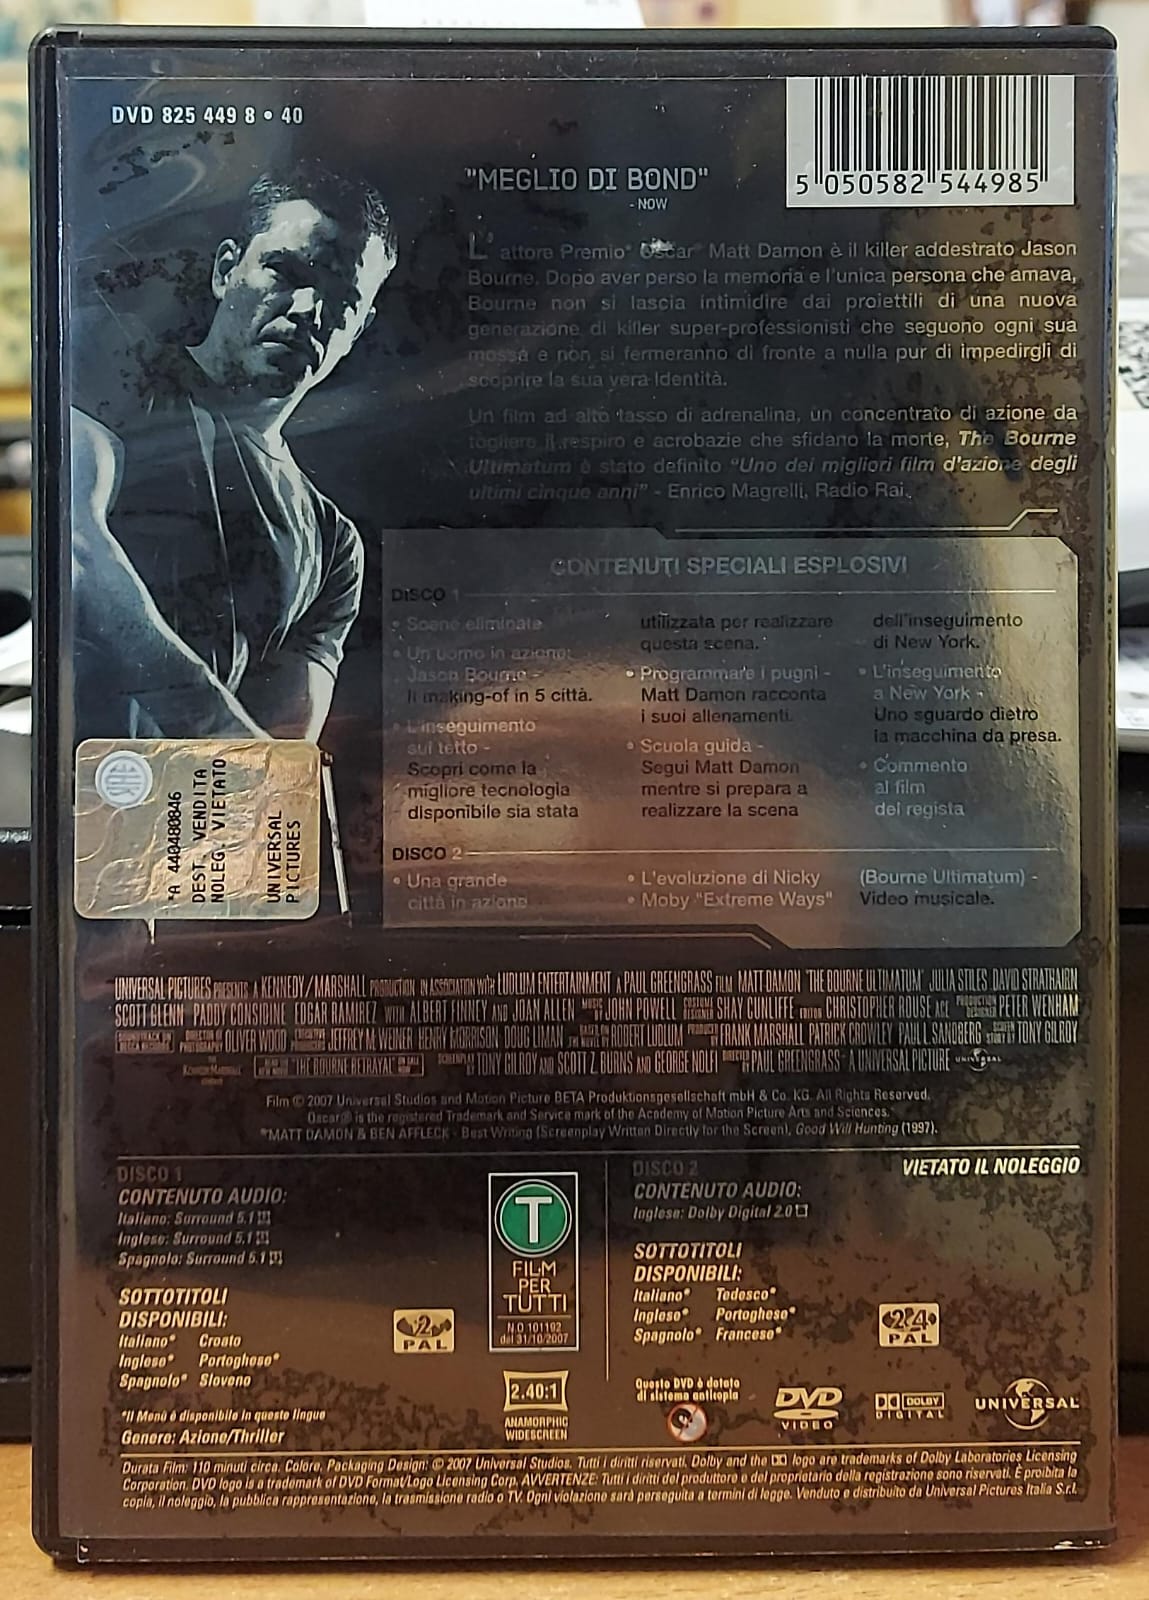 DVD 825 449 8 • 40
5 050582 544985
"MEGLIO DI BOND"
- NOW
L'attore Premio* Oscar® Matt Damon è il killer addestrato Jason
Bourne. Dopo aver perso la memoria e l'unica persona che amava,
Bourne non si lascia intimidire dai proiettili di una nuova
generazione di killer super-professionisti che seguono ogni sua
mossa e non si fermeranno di fronte a nulla pur di impedirgli di
scoprire la sua vera Identità.
Un film ad alto tasso di adrenalina, un concentrato di azione da
togliere il respiro e acrobazie che sfidano la morte, The Bourne
Ultimatum è stato definito "Uno dei migliori film d'azione degli
ultimi cinque anni" - Enrico Magrelli, Radio Rai.
CONTENUTI SPECIALI ESPLOSIVI
DISCO 1
• Scene eliminate
• Un uomo in azione:
Jason Bourne -
Il making-of in 5 città.
• L'inseguimento
sul tetto -
Scopri come la
migliore tecnologia
disponibile sia stata
utilizzata per realizzare
questa scena.
• Programmare i pugni -
Matt Damon racconta
i suoi allenamenti.
• Scuola guida -
Segui Matt Damon
mentre si prepara a
realizzare la scena
dell'inseguimento
di New York.
• L'inseguimento
a New York -
Uno sguardo dietro
la macchina da presa.
• Commento
al film
del regista
DISCO 2
• Una grande
città in azione
• L'evoluzione di Nicky
• Moby "Extreme Ways"
(Bourne Ultimatum) -
Video musicale.
*A 440480846
DEST. VENDITA
NOLEG. VIETATO
UNIVERSAL
PICTURES
UNIVERSAL PICTURES PRESENTS A KENNEDY/MARSHALL PRODUCTION IN ASSOCIATION WITH LUDLUM ENTERTAINMENT A PAUL GREENGRASS FILM MATT DAMON "THE BOURNE ULTIMATUM" JULIA STILES DAVID STRATHAIRN
SCOTT GLENN PADDY CONSIDINE EDGAR RAMIREZ WITH ALBERT FINNEY AND JOAN ALLEN MUSIC BY JOHN POWELL COSTUME DESIGNER SHAY CUNLIFFE EDITOR CHRISTOPHER ROUSE ACE PRODUCTION DESIGNER PETER WENHAM
SOUNDTRACK ON DIRECTOR OF PHOTOGRAPHY OLIVER WOOD EXECUTIVE PRODUCERS JEFFREY M. WEINER HENRY MORRISON DOUG LIMAN ROBERT LUDLUM PRODUCED BY FRANK MARSHALL PATRICK CROWLEY PAUL L. SANDBERG SCREEN STORY BY TONY GILROY
THE KENNEDY/MARSHALL COMPANY "THE BOURNE BETRAYAL" SCREENPLAY BY TONY GILROY AND SCOTT Z. BURNS AND GEORGE NOLFI DIRECTED BY PAUL GREENGRASS A UNIVERSAL PICTURE UNIVERSAL
Film © 2007 Universal Studios and Motion Picture BETA Produktionsgesellschaft mbH & Co. KG. All Rights Reserved.
Oscar® is the registered Trademark and Service mark of the Academy of Motion Picture Arts and Sciences.
*MATT DAMON & BEN AFFLECK - Best Writing (Screenplay Written Directly for the Screen), Good Will Hunting (1997).
DISCO 1
CONTENUTO AUDIO:
Italiano: Surround 5.1
Inglese: Surround 5.1
Spagnolo: Surround 5.1
SOTTOTITOLI
DISPONIBILI:
Italiano* Croato
Inglese* Portoghese*
Spagnolo* Sloveno
*Il Menù è disponibile in queste lingue
Genere: Azione/Thriller
2
PAL
T
FILM
PER
TUTTI
N.O 101192
del 31/10/2007
2.40:1
ANAMORPHIC
WIDESCREEN
DISCO 2
VIETATO IL NOLEGGIO
CONTENUTO AUDIO:
Inglese: Dolby Digital 2.0
SOTTOTITOLI
DISPONIBILI:
Italiano* Tedesco*
Inglese* Portoghese*
Spagnolo* Francese*
2 4
PAL
Questo DVD è dotato
di sistema anticopia
DVD
VIDEO
DOLBY
DIGITAL
UNIVERSAL
Durata Film: 110 minuti circa. Colore. Packaging Design: © 2007 Universal Studios. Tutti i diritti riservati. Dolby and the logo are trademarks of Dolby Laboratories Licensing
Corporation. DVD logo is a trademark of DVD Format/Logo Licensing Corp. AVVERTENZE: Tutti i diritti del produttore e del proprietario della registrazione sono riservati. È proibita la
copia, il noleggio, la pubblica rappresentazione, la trasmissione radio o TV. Ogni violazione sarà perseguita a termini di legge. Venduto e distribuito da Universal Pictures Italia S.r.l.